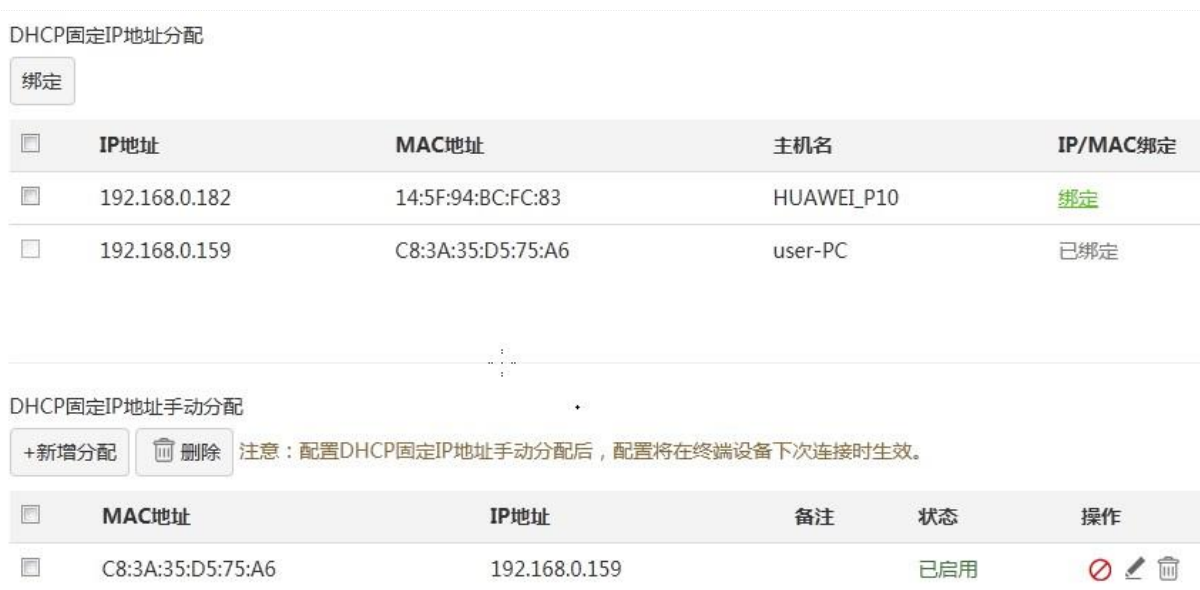 DHCP固定IP地址分配
绑定
IP地址 MAC地址 主机名 IP/MAC绑定
192.168.0.182 14:5F:94:BC:FC:83 HUAWEI_P10 绑定
192.168.0.159 C8:3A:35:D5:75:A6 user-PC 已绑定
DHCP固定IP地址手动分配
+新增分配 删除 注意：配置DHCP固定IP地址手动分配后，配置将在终端设备下次连接时生效。
MAC地址 IP地址 备注 状态 操作
C8:3A:35:D5:75:A6 192.168.0.159 已启用